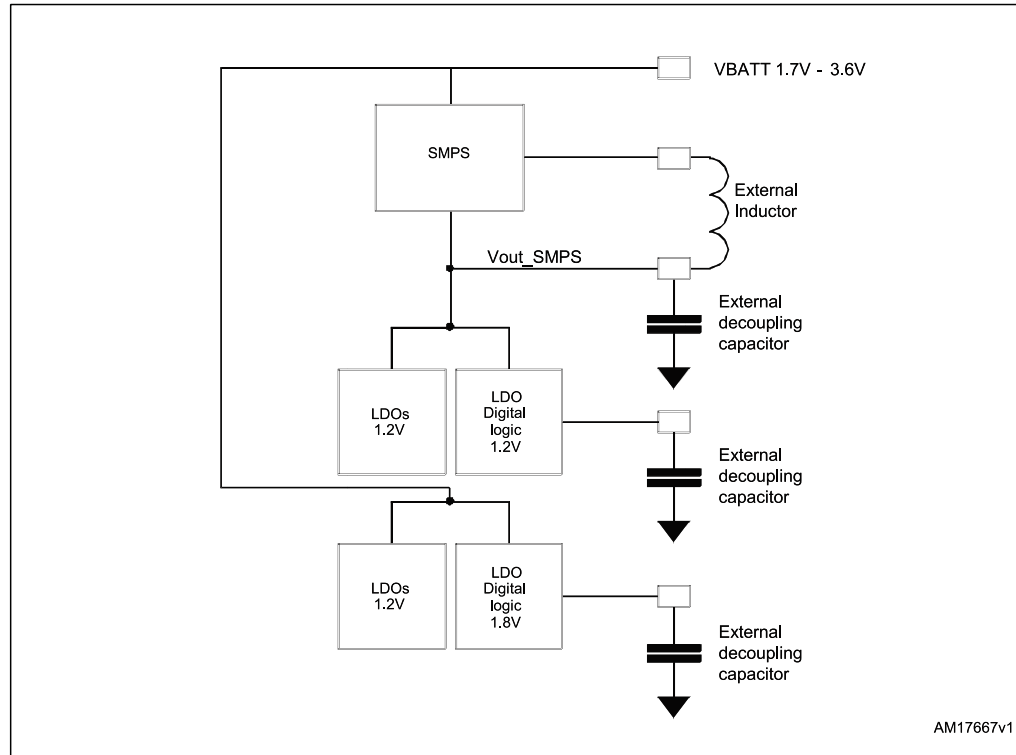 VBATT 1.7V - 3.6V
SMPS
External
Inductor
Vout_SMPS
External
decoupling
capacitor
LDOs
1.2V
LDO
Digital
logic
1.2V
External
decoupling
capacitor
LDOs
1.2V
LDO
Digital
logic
1.8V
External
decoupling
capacitor
AM17667v1